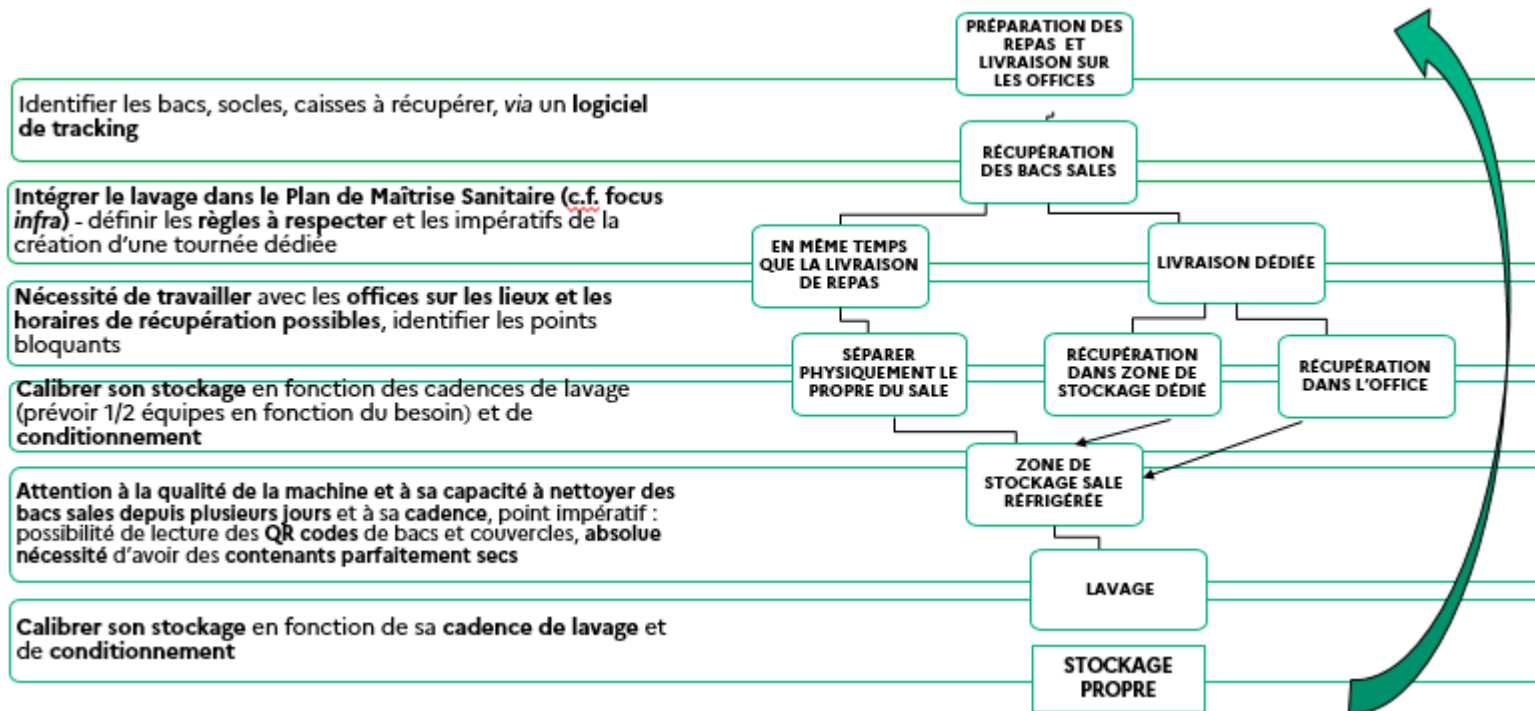 PRÉPARATION DES
REPAS ET
LIVRAISON SUR
LES OFFICES
Identifier les bacs, socles, caisses à récupérer, via un logiciel
de tracking
RÉCUPÉRATION
DES BACS SALES
Intégrer le lavage dans le Plan de Maîtrise Sanitaire (c.f. focus
infra) - définir les règles à respecter et les impératifs de la
création d'une tournée dédiée
EN MÊME TEMPS
QUE LA LIVRAISON
DE REPAS
LIVRAISON DÉDIÉE
Nécessité de travailler avec les offices sur les lieux et les
horaires de récupération possibles, identifier les points
bloquants
SÉPARER
PHYSIQUEMENT LE
PROPRE DU SALE
RÉCUPÉRATION
DANS ZONE DE
STOCKAGE DÉDIÉ
RÉCUPÉRATION
DANS L'OFFICE
Calibrer son stockage en fonction des cadences de lavage
(prévoir 1/2 équipes en fonction du besoin) et de
conditionnement
ZONE DE
STOCKAGE SALE
RÉFRIGÉRÉE
Attention à la qualité de la machine et à sa capacité à nettoyer des
bacs sales depuis plusieurs jours et à sa cadence, point impératif :
possibilité de lecture des QR codes de bacs et couvercles, absolue
nécessité d'avoir des contenants parfaitement secs
LAVAGE
Calibrer son stockage en fonction de sa cadence de lavage et
de conditionnement
STOCKAGE
PROPRE